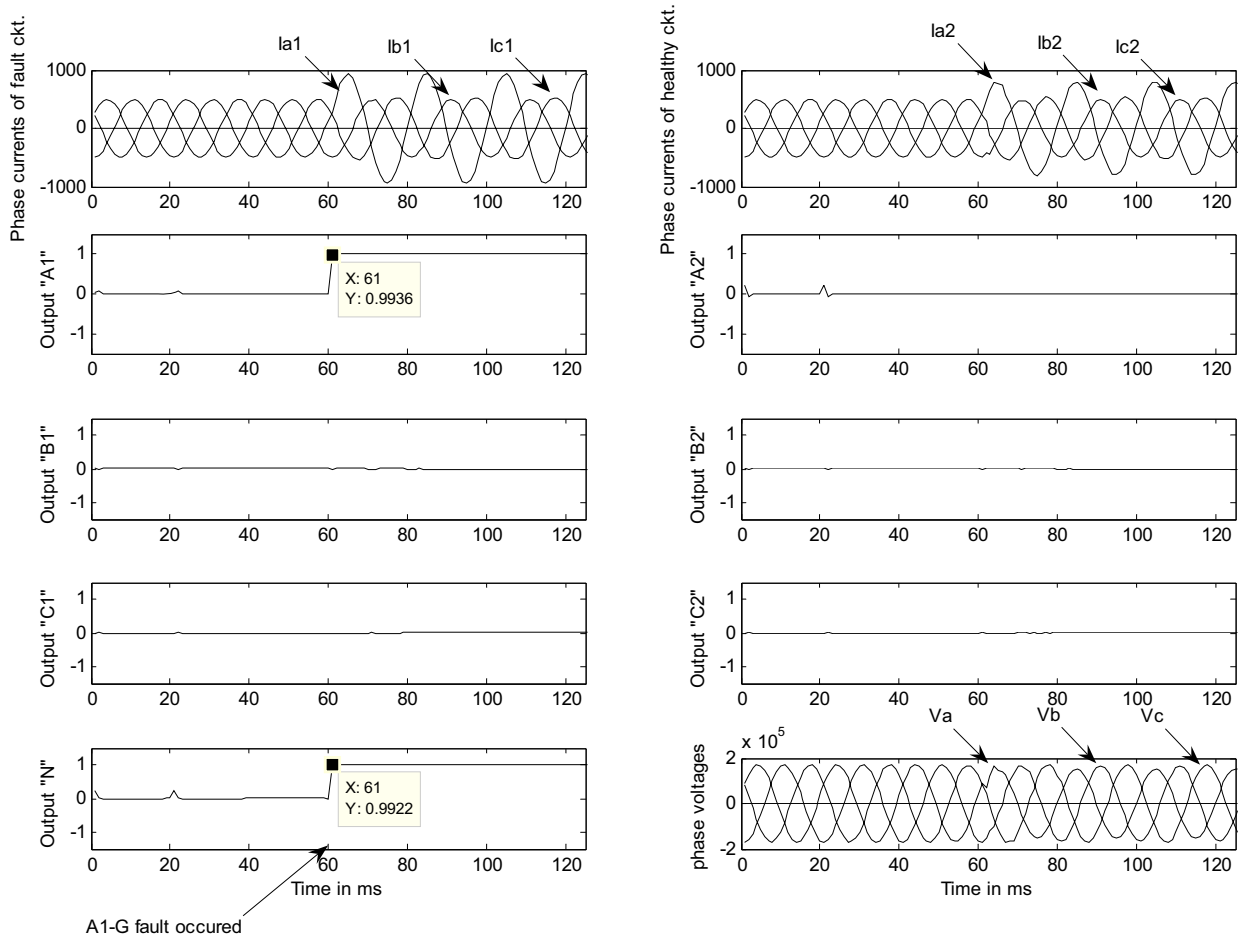 Phase currents of fault ckt.
Ia1
Ib1
Ic1
1000
0
-1000
0 20 40 60 80 100 120
Phase currents of healthy ckt.
Ia2
Ib2
Ic2
1000
0
-1000
0 20 40 60 80 100 120
Output "A1"
1
0
-1
X: 61
Y: 0.9936
0 20 40 60 80 100 120
Output "A2"
1
0
-1
0 20 40 60 80 100 120
Output "B1"
1
0
-1
0 20 40 60 80 100 120
Output "B2"
1
0
-1
0 20 40 60 80 100 120
Output "C1"
1
0
-1
0 20 40 60 80 100 120
Output "C2"
1
0
-1
0 20 40 60 80 100 120
Output "N"
1
0
-1
X: 61
Y: 0.9922
0 20 40 60 80 100 120
Time in ms
A1-G fault occured
phase voltages
Va
Vb
Vc
x 10^5
2
0
-2
0 20 40 60 80 100 120
Time in ms